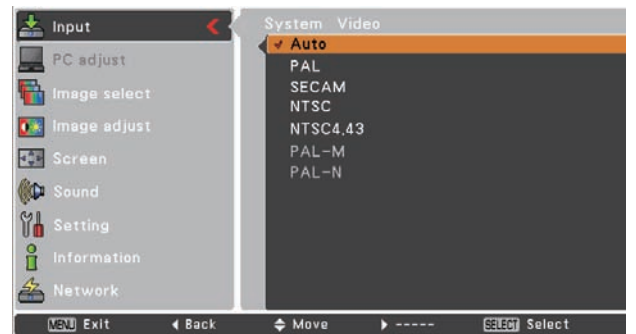 Input
PC adjust
Image select
Image adjust
Screen
Sound
Setting
Information
Network
System Video
Auto
PAL
SECAM
NTSC
NTSC4.43
PAL-M
PAL-N
MENU Exit
Back
Move
-----
SELECT Select